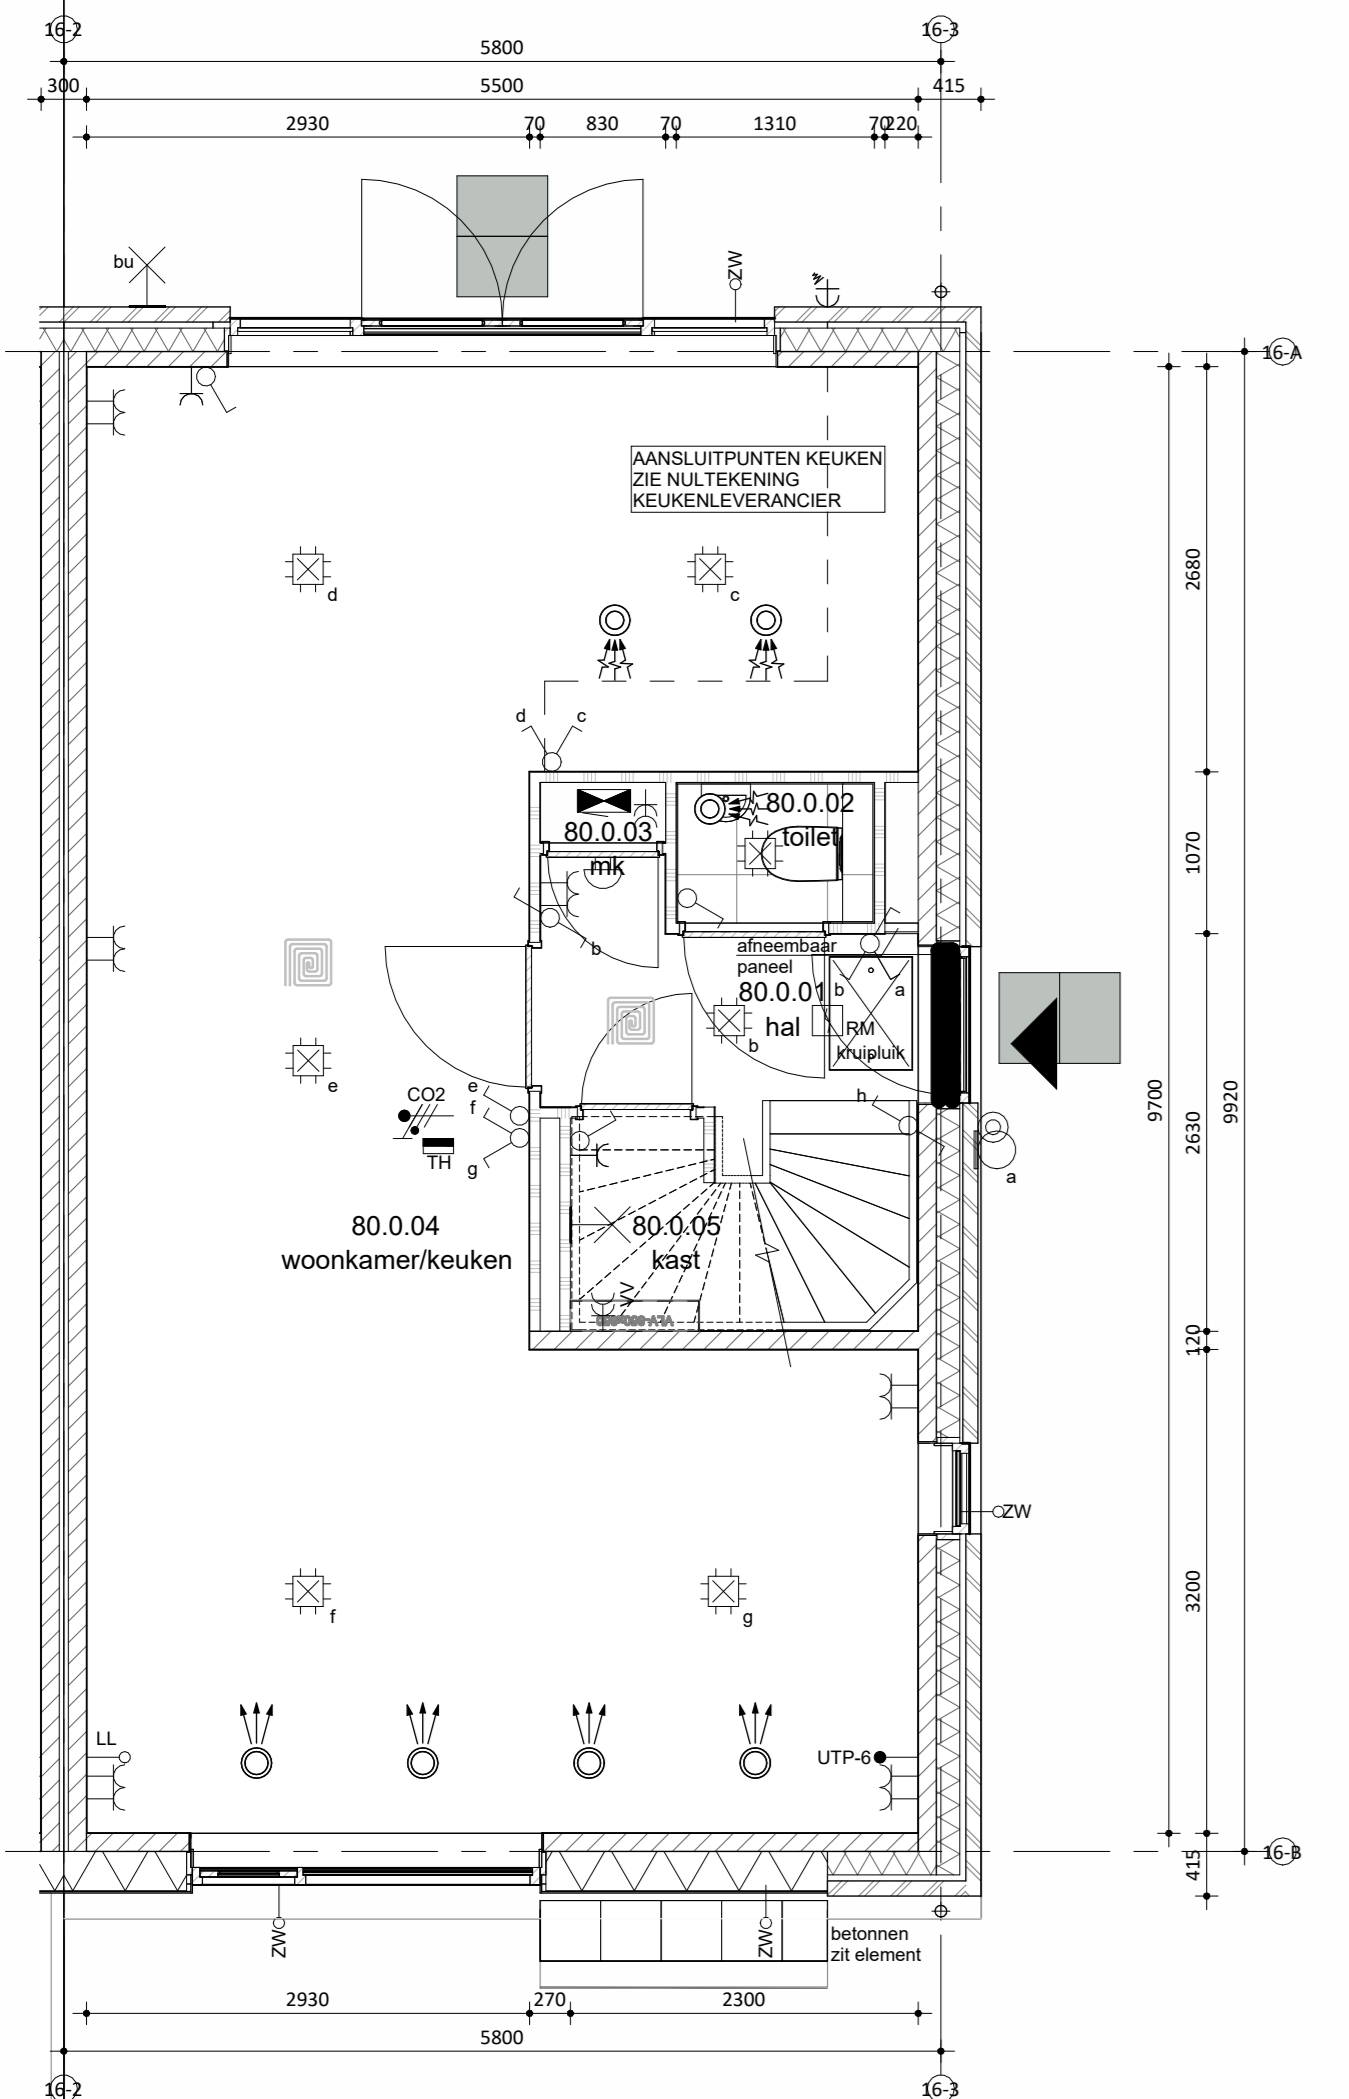 16-2
16-3
5800
300
5500
415
2930
70
830
70
1310
70
220
bu
ZW
16-A
AANSLUITPUNTEN KEUKEN
ZIE NULTEKENING
KEUKENLEVERANCIER
d
c
2680
d
c
80.0.03
mk
80.0.02
toilet
1070
b
afneembaar
paneel
80.0.01
hal
b
a
b
RM
kruipluik
e
CO2
TH
e
f
g
h
a
9700
9920
2630
80.0.04
woonkamer/keuken
80.0.05
kast
VV
120
ZW
3200
f
g
LL
UTP-6
16-B
415
ZW
ZW
betonnen
zit element
2930
270
2300
5800
16-2
16-3